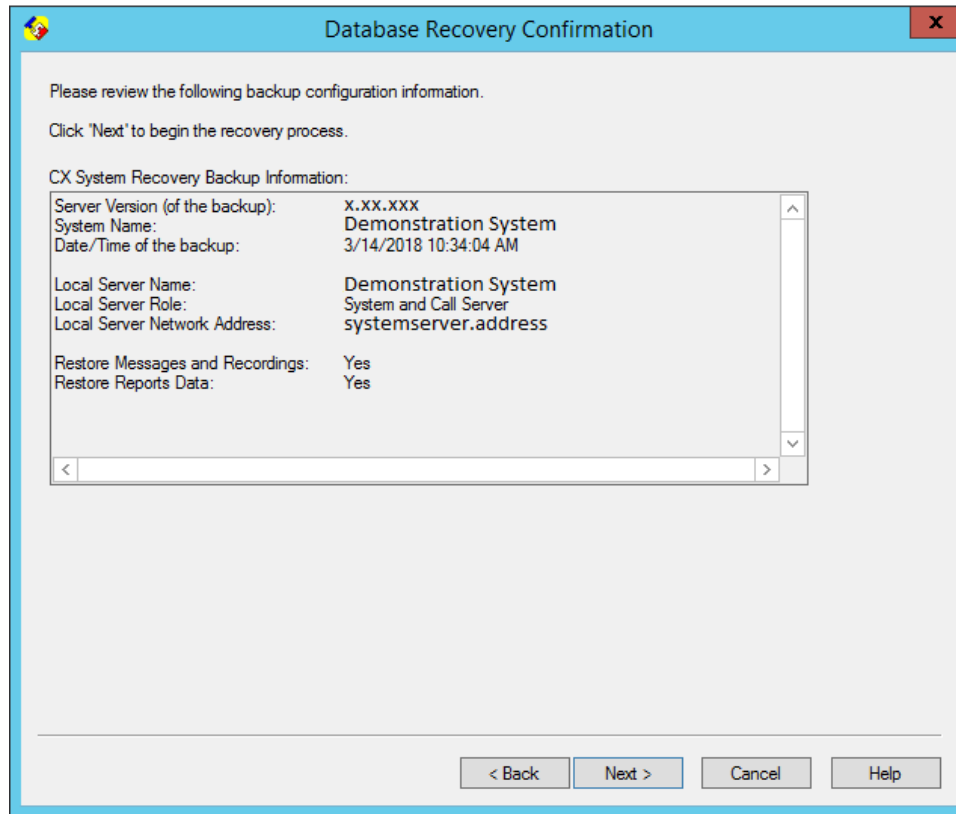 Database Recovery Confirmation
x
Please review the following backup configuration information.
Click 'Next' to begin the recovery process.
CX System Recovery Backup Information:
Server Version (of the backup): x.xx.xxx
System Name: Demonstration System
Date/Time of the backup: 3/14/2018 10:34:04 AM
Local Server Name: Demonstration System
Local Server Role: System and Call Server
Local Server Network Address: systemserver.address
Restore Messages and Recordings: Yes
Restore Reports Data: Yes
< Back Next > Cancel Help